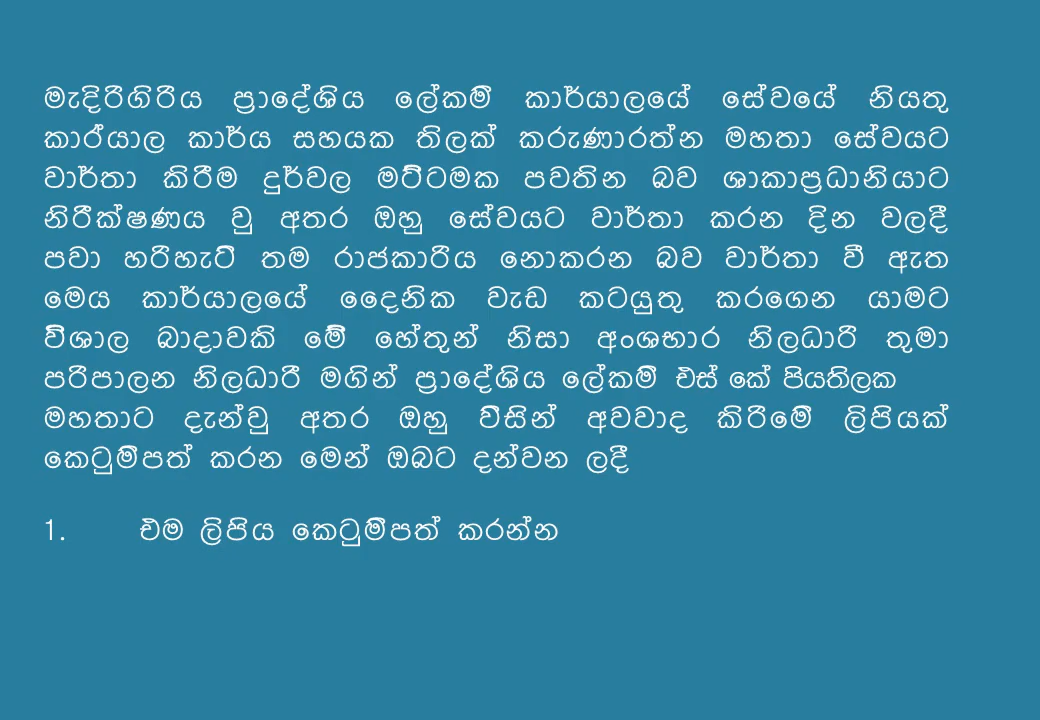 මැදිරිගිරිය ප්‍රාදේශිය ලේකම් කාර්යාලයේ සේවයේ නියතු
කාර්යාල කාර්ය සහයක තිලක් කරුණාරත්න මහතා සේවයට
වාර්තා කිරීම දුර්වල මට්ටමක පවතින බව ශාකාප්‍රධානියාට
නිරීක්ෂණය වු අතර ඔහු සේවයට වාර්තා කරන දින වලදී
පවා හරිහැටි තම රාජකාරිය නොකරන බව වාර්තා වී ඇත
මෙය කාර්යාලයේ දෛනික වැඩ කටයුතු කරගෙන යාමට
විශාල බාදාවකි මේ හේතුන් නිසා අංශභාර නිලධාරි තුමා
පරිපාලන නිලධාරී මගින් ප්‍රාදේශිය ලේකම් එස් කේ පියතිලක
මහතාට දැන්වු අතර ඔහු විසින් අවවාද කිරිමේ ලිපියක්
කෙටුම්පත් කරන මෙන් ඔබට දන්වන ලදී
1. එම ලිපිය කෙටුම්පත් කරන්න